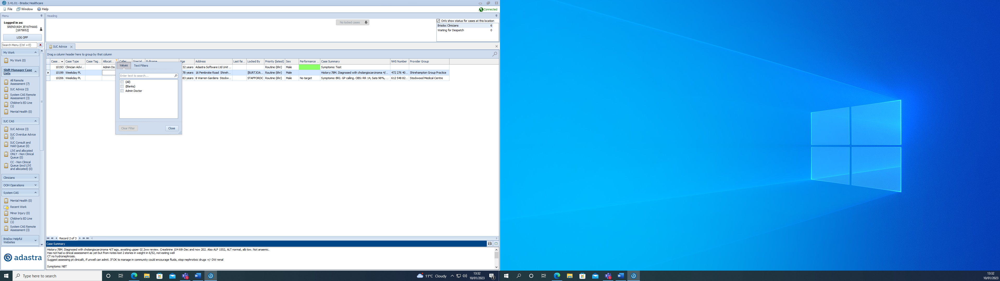 3.41.01 - Brisdoc Healthcare
File Window Help
Connected
Menu
Logged in as:
SRENIVASH JEYATHAAS
[1875852]
LOG OFF
Search Menu (Ctrl + E) X
My Work
My Work (0)
Shift Manager Case
Lists
All Remote
Assessment (7)
IUC Advice (3)
System CAS Remote
Assessment (3)
Children's ED Line
(1)
Mental Health (0)
IUC CAS
IUC Advice (3)
IUC Overdue Advice
(2)
IUC Consult and
Hold Queue (0)
LIVI and allocated
ONLY - Non Clinical
Queue (0)
CC - Non Clinical
Queue (excl LIVI
and allocated) (0)
Clinicians
OOH Operations
System CAS
Mental Health (0)
Recent Work
Minor Injury (0)
Children's ED Line
(1)
System CAS Remote
Assessment (3)
BrisDoc Helpful
Websites
adastra
Heading
No locked cases
Only show status for cases at this location
Brisdoc Clinicians 6
Waiting for Despatch 0
IUC Advice
Drag a column header here to group by that column
Case... Case Type Case Tag... Allocat... Caller Special Fullname Age Address Last fai... Locked By Priority (latest) Sex Performance ... Case Summary NHS Number Provider Group
10193 Clinician Advi... Admin Do... 32 years Adastra Software Ltd Unit ... Routine (6hr) Male Symptoms: Test
10199 Weekday PL 78 years 16 Pembroke Road Shireh... [BURTJOA... Routine (6hr) Male History:78M. Diagnosed with cholangiocarcinoma 4/... 472 276 40... Shirehampton Group Practice
10206 Weekday PL 83 years 8 Warren Gardens Stockw... STAFFORDC Routine (6hr) Male No target Symptoms: BRI. GP calling. OBS: RR 14, Sats 98%, ... 612 548 82... Stockwood Medical Centre
Values Text Filters
Enter text to search...
(All)
(Blanks)
Admin Doctor
Clear Filter Close
Record 2 of 3
Case Summary
History:78M. Diagnosed with cholangiocarcinoma 4/7 ago, awaiting upper GI 2ww review. Creatinine 104 6th Dec and now 202. Also ALP 1552, ALT normal, alb low. Not anaemic.
Has not had a clinical assessment as yet but from notes lost 2 stones in weight in 6/52, not eating well
CT no hydronephrosis.
Suggest assessing pt clinicallt, if unwell can admit. If OK to manage in community could encourage fluids, stop nephrotixic drugs +/- DW renal
Symptoms: NBT
Type here to search
11°C Cloudy
13:32
10/01/2023
1
13:32
10/01/2023